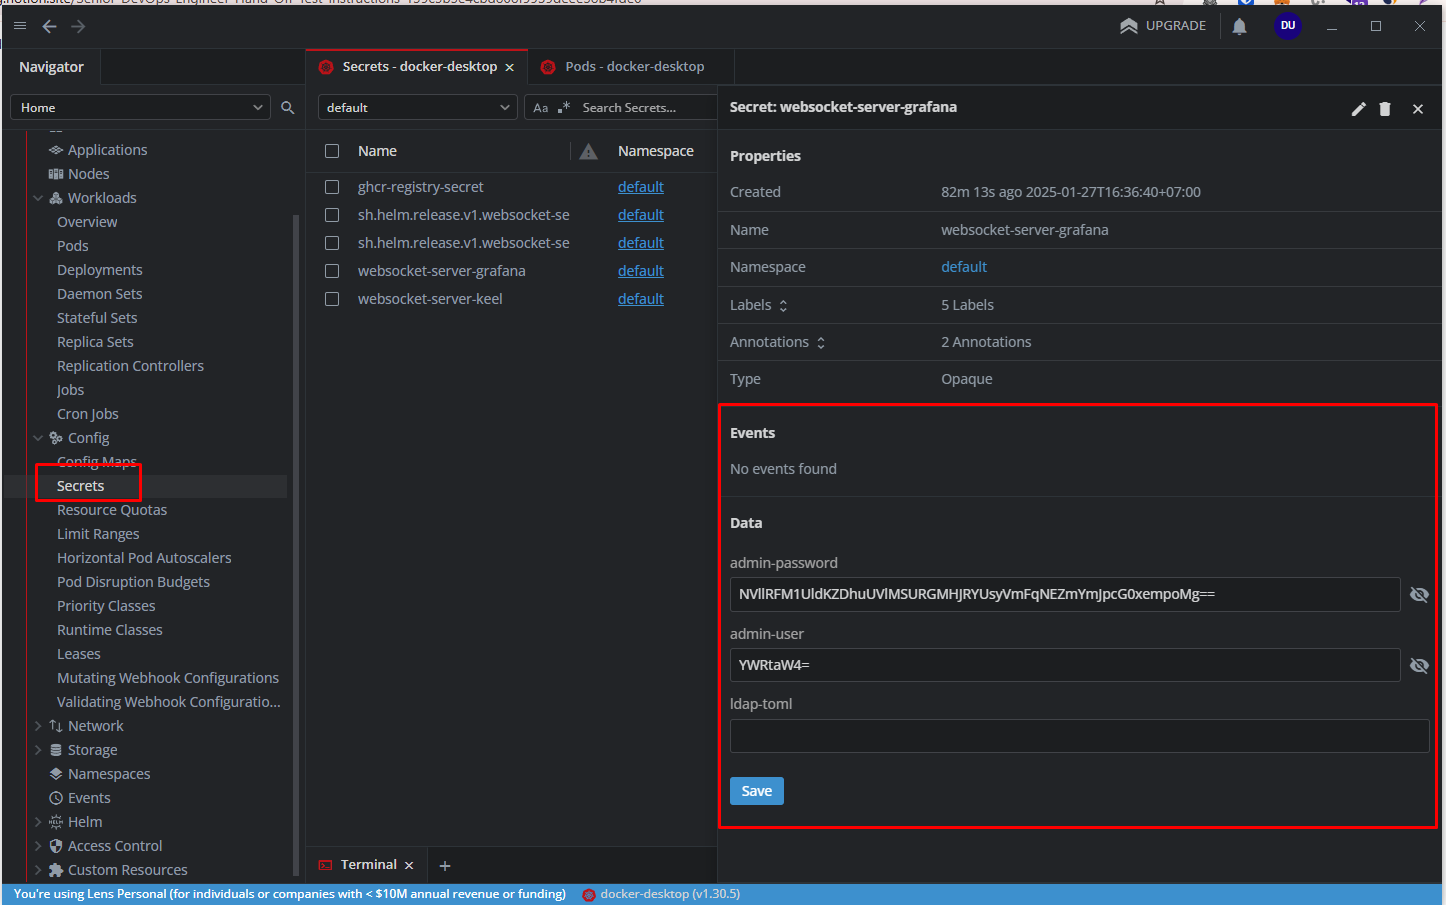 UPGRADE
DU
Navigator
Secrets - docker-desktop
Pods - docker-desktop
Home
default
Aa .* Search Secrets...
Secret: websocket-server-grafana
Applications
Nodes
Workloads
Overview
Pods
Deployments
Daemon Sets
Stateful Sets
Replica Sets
Replication Controllers
Jobs
Cron Jobs
Config
Config Maps
Secrets
Resource Quotas
Limit Ranges
Horizontal Pod Autoscalers
Pod Disruption Budgets
Priority Classes
Runtime Classes
Leases
Mutating Webhook Configurations
Validating Webhook Configuratio...
Network
Storage
Namespaces
Events
Helm
Access Control
Custom Resources
Name Namespace
ghcr-registry-secret default
sh.helm.release.v1.websocket-se default
sh.helm.release.v1.websocket-se default
websocket-server-grafana default
websocket-server-keel default
Properties
Created 82m 13s ago 2025-01-27T16:36:40+07:00
Name websocket-server-grafana
Namespace default
Labels 5 Labels
Annotations 2 Annotations
Type Opaque
Events
No events found
Data
admin-password
NVllRFM1UldKZDhuUVlMSURGMHJRYUsyVmFqNEZmYmJpcG0xempoMg==
admin-user
YWRtaW4=
ldap-toml
Save
Terminal
You're using Lens Personal (for individuals or companies with < $10M annual revenue or funding)
docker-desktop (v1.30.5)